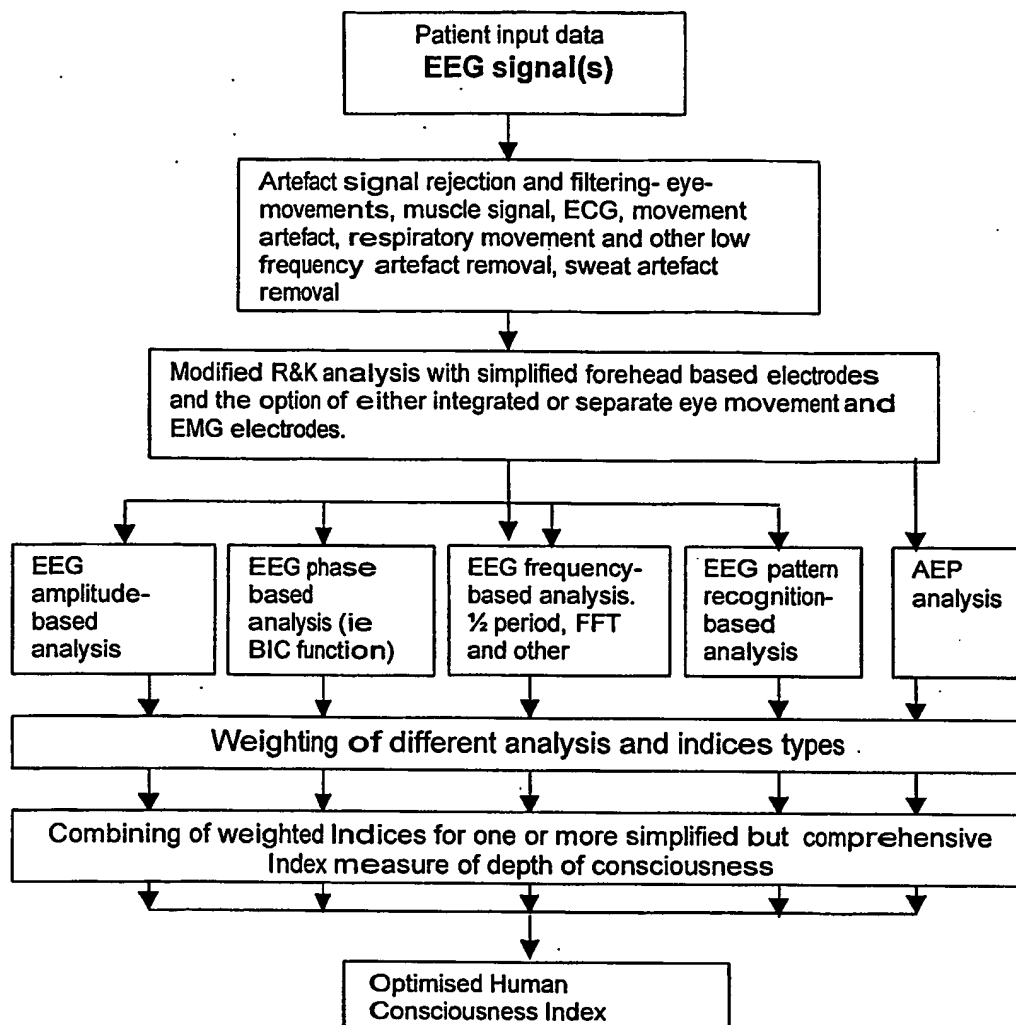 Patient input data
EEG signal(s)
Artefact signal rejection and filtering- eye-
movements, muscle signal, ECG, movement
artefact, respiratory movement and other low
frequency artefact removal, sweat artefact
removal
Modified R&K analysis with simplified forehead based electrodes
and the option of either integrated or separate eye movement and
EMG electrodes.
EEG
amplitude-
based
analysis
EEG phase
based
analysis (ie
BIC function)
EEG frequency-
based analysis.
½ period, FFT
and other
EEG pattern
recognition-
based
analysis
AEP
analysis
Weighting of different analysis and indices types
Combining of weighted Indices for one or more simplified but comprehensive
Index measure of depth of consciousness
Optimised Human
Consciousness Index